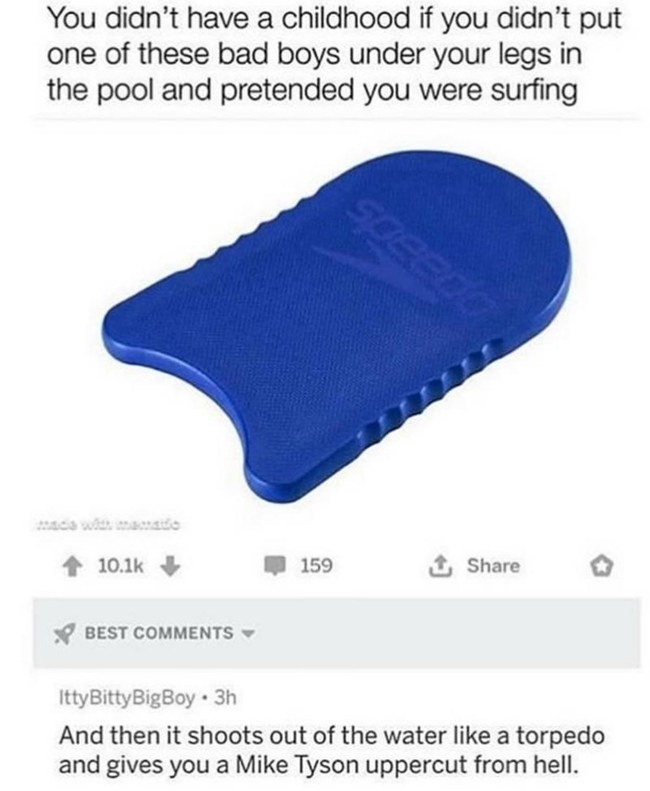 You didn't have a childhood if you didn't put
one of these bad boys under your legs in
the pool and pretended you were surfing
speedo
made with mematic
10.1k
159
Share
BEST COMMENTS
IttyBittyBigBoy • 3h
And then it shoots out of the water like a torpedo
and gives you a Mike Tyson uppercut from hell.